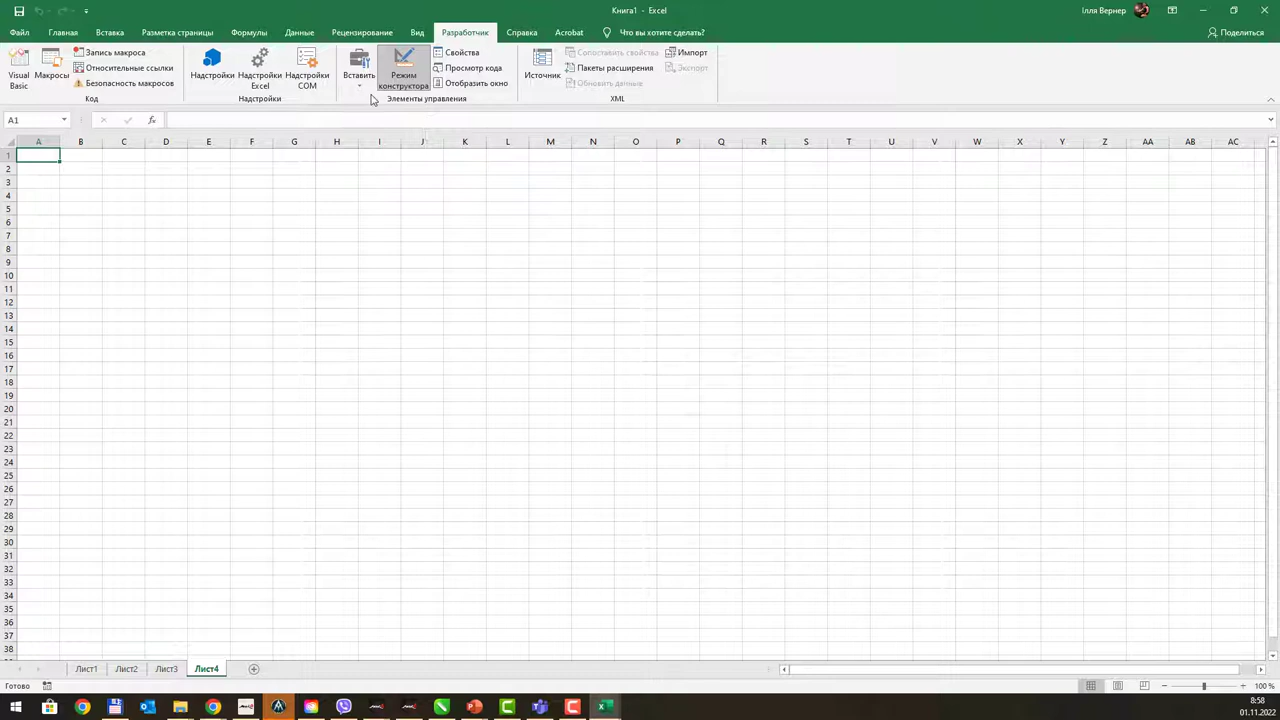 Книга1 - Excel
Ілля Вернер
Файл Главная Вставка Разметка страницы Формулы Данные Рецензирование Вид Разработчик Справка Acrobat Что вы хотите сделать? Поделиться
Visual Basic
Макросы
Запись макроса
Относительные ссылки
Безопасность макросов
Код
Надстройки
Надстройки Excel
Надстройки COM
Надстройки
Вставить
Режим конструктора
Свойства
Просмотр кода
Отобразить окно
Элементы управления
Источник
Сопоставить свойства
Пакеты расширения
Обновить данные
Импорт
Экспорт
XML
A1 fx
A B C D E F G H I J K L M N O P Q R S T U V W X Y Z AA AB AC
1
2
3
4
5
6
7
8
9
10
11
12
13
14
15
16
17
18
19
20
21
22
23
24
25
26
27
28
29
30
31
32
33
34
35
36
37
38
Лист1 Лист2 Лист3 Лист4
Готово 100 %
8:58
01.11.2022